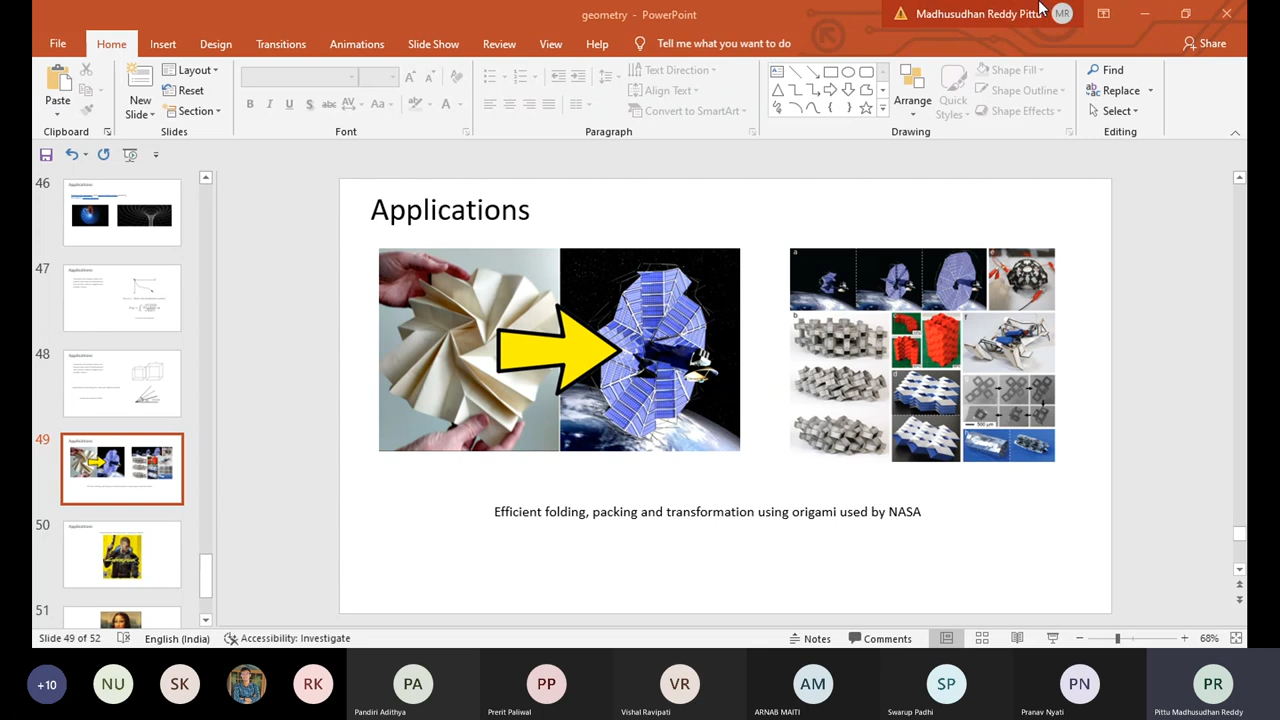 geometry - PowerPoint
Madhusudhan Reddy Pittu
MR
File Home Insert Design Transitions Animations Slide Show Review View Help Tell me what you want to do
Share
Paste
Clipboard
New Slide
Layout
Reset
Section
Slides
Font
Text Direction
Align Text
Convert to SmartArt
Paragraph
Arrange
Quick Styles
Shape Fill
Shape Outline
Shape Effects
Drawing
Find
Replace
Select
Editing
46
47
48
49
50
51
Applications
Efficient folding, packing and transformation using origami used by NASA
Slide 49 of 52 English (India) Accessibility: Investigate
Notes Comments 68%
+10 NU SK RK PA PP VR AM SP PN PR
Pandiri Adithya Prerit Paliwal Vishal Ravipati ARNAB MAITI Swarup Padhi Pranav Nyati Pittu Madhusudhan Reddy